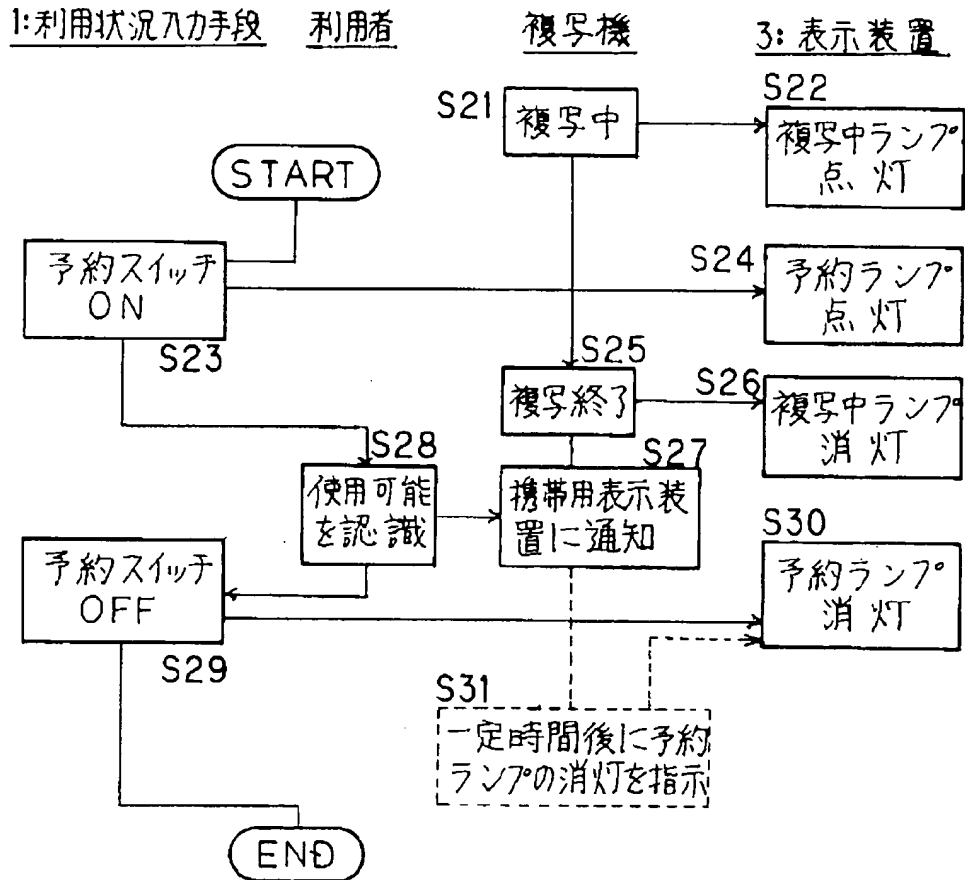 1:利用状況入力手段
利用者
複写機
3:表示装置
S21
複写中
S22
複写中ランプ
点灯
START
予約スイッチ
ON
S23
S24
予約ランプ
点灯
S25
複写終了
S26
複写中ランプ
消灯
S28
使用可能
を認識
S27
携帯用表示装
置に通知
予約スイッチ
OFF
S29
S30
予約ランプ
消灯
S31
一定時間後に予約
ランプの消灯を指示
END